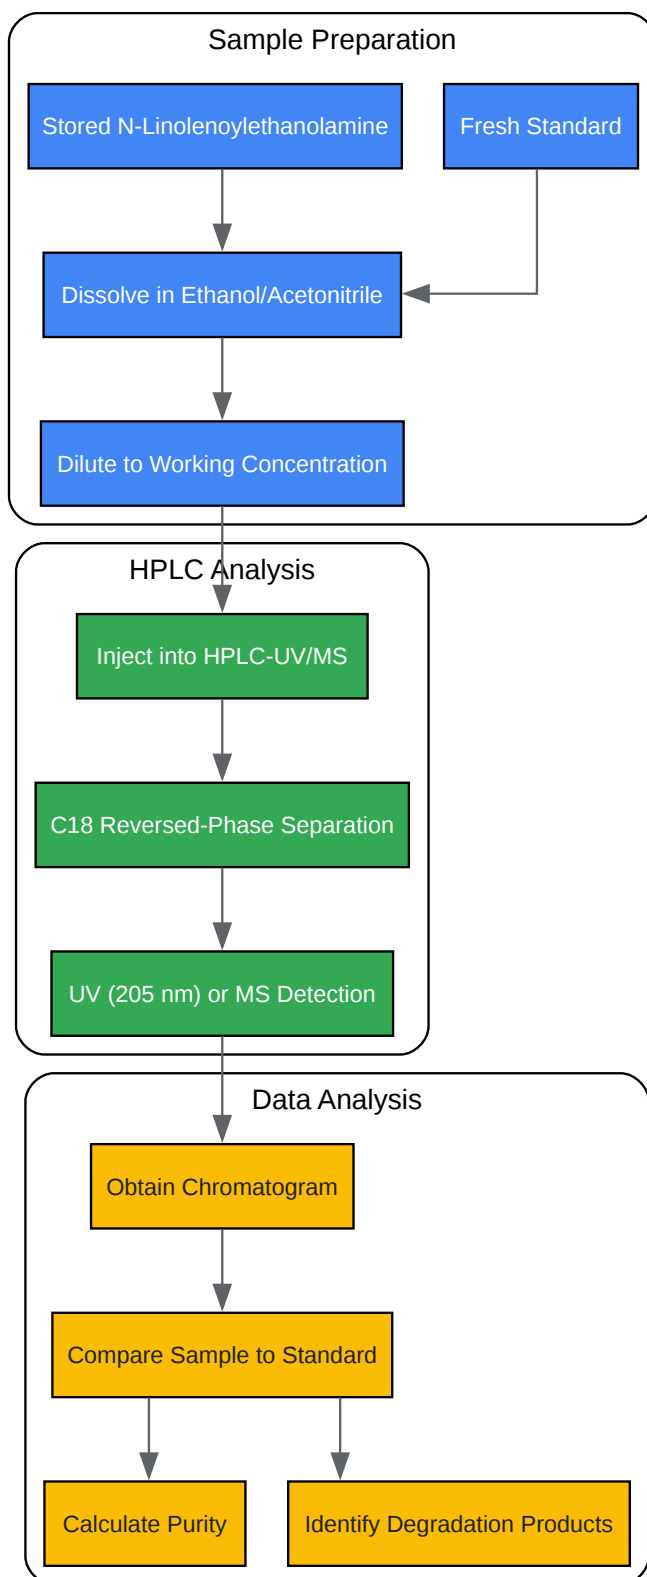 Sample Preparation
Stored N-Linolenoylethanolamine
Fresh Standard
Dissolve in Ethanol/Acetonitrile
Dilute to Working Concentration
HPLC Analysis
Inject into HPLC-UV/MS
C18 Reversed-Phase Separation
UV (205 nm) or MS Detection
Data Analysis
Obtain Chromatogram
Compare Sample to Standard
Calculate Purity
Identify Degradation Products